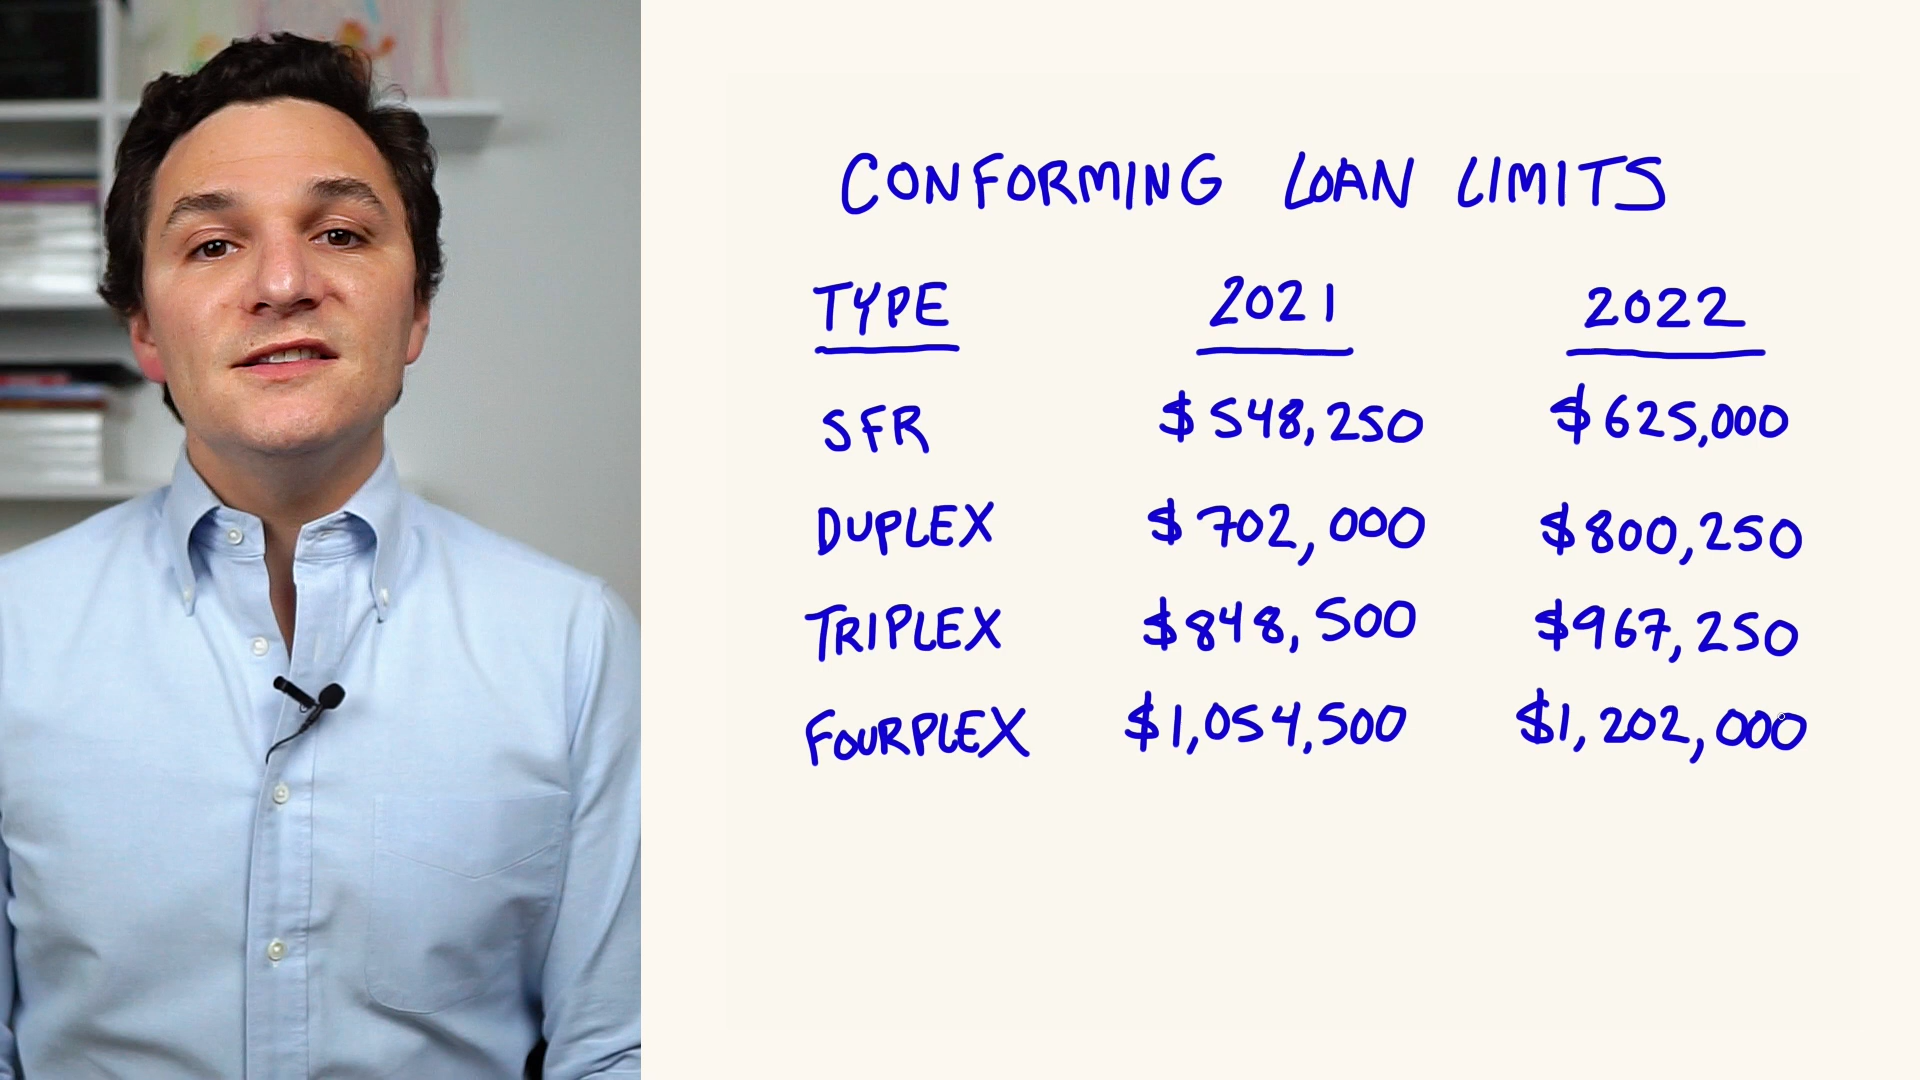 CONFORMING LOAN LIMITS
TYPE 2021 2022
SFR $548,250 $625,000
DUPLEX $702,000 $800,250
TRIPLEX $848,500 $967,250
FOURPLEX $1,054,500 $1,202,000